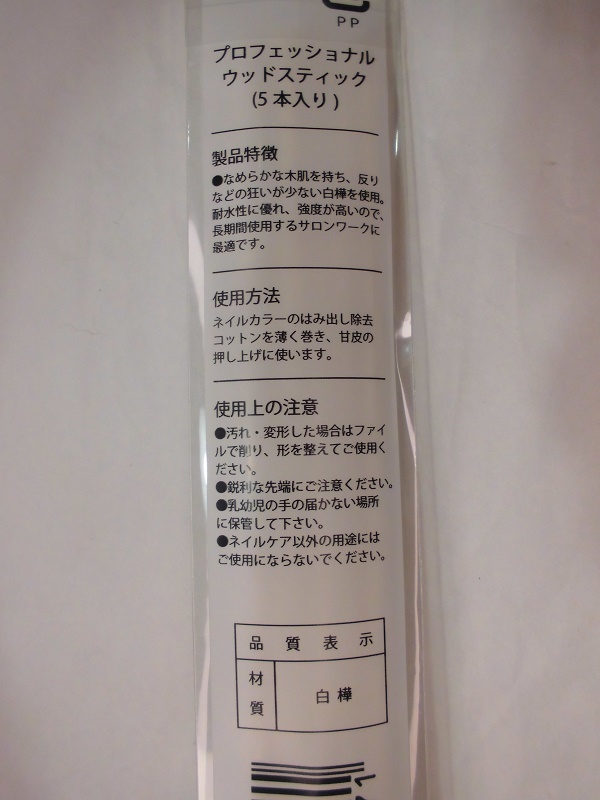 PP
プロフェッショナル
ウッドスティック
(5本入り)
製品特徴
●なめらかな木肌を持ち、反り
などの狂いが少ない白樺を使用。
耐水性に優れ、強度が高いので、
長期間使用するサロンワークに
最適です。
使用方法
ネイルカラーのはみ出し除去
コットンを薄く巻き、甘皮の
押し上げに使います。
使用上の注意
●汚れ・変形した場合はファイ
ルで削り、形を整えてご使用く
ださい。
●鋭利な先端にご注意ください。
●乳幼児の手の届かない場所
に保管して下さい。
●ネイルケア以外の用途には
ご使用にならないでください。
品質表示
材質 白樺